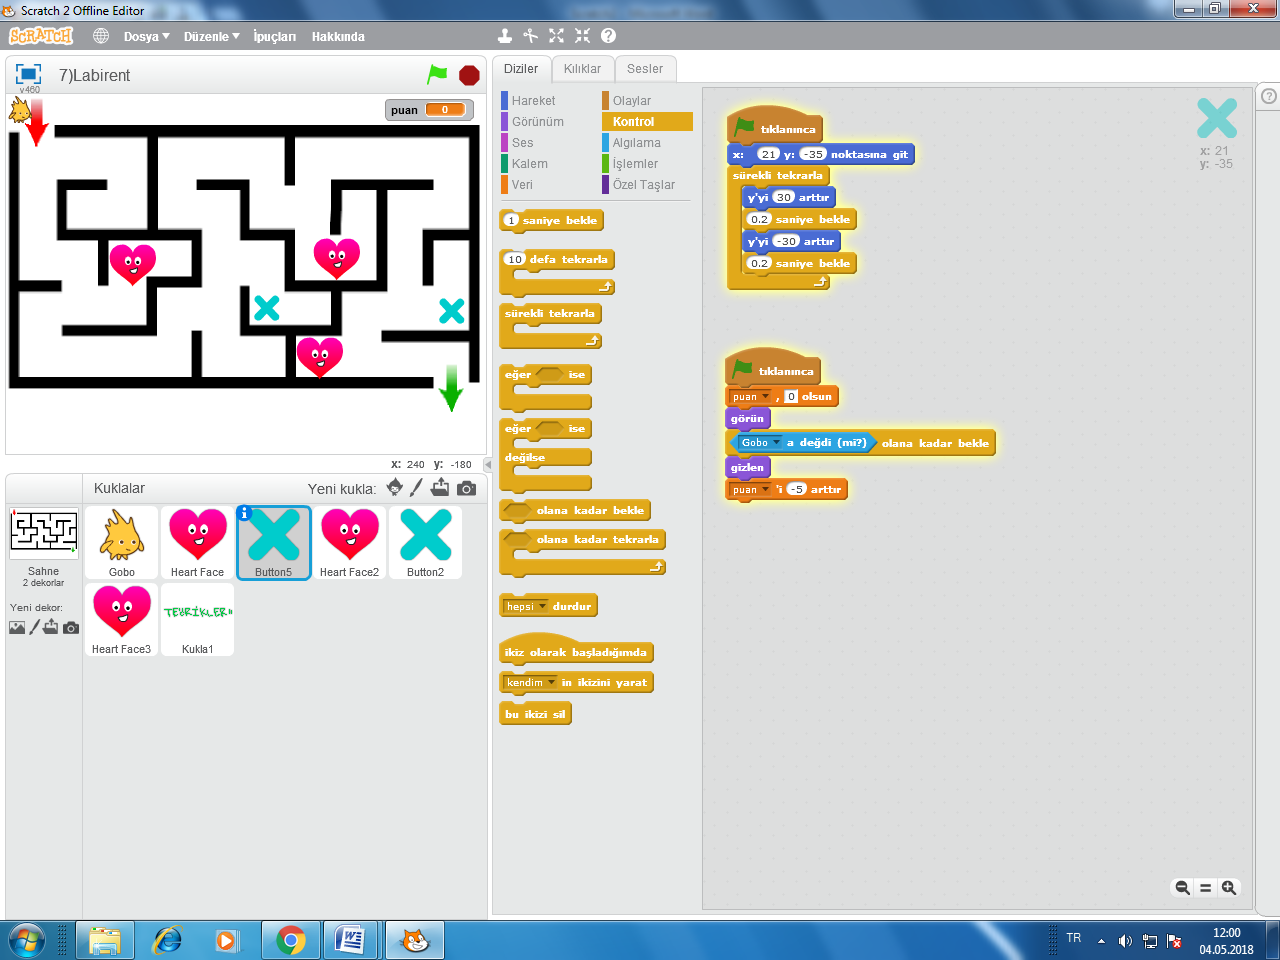 Scratch 2 Offline Editor
SCRATCH Dosya Düzenle İpuçları Hakkında
v460
7)Labirent
puan 0
x: 240 y: -180
Kuklalar Yeni kukla:
Sahne
2 dekorlar
Yeni dekor:
Gobo
Heart Face
Button5
Heart Face2
Button2
Heart Face3
TEBRİKLER
Kukla1
Diziler Kılıklar Sesler
Hareket Olaylar
Görünüm Kontrol
Ses Algılama
Kalem İşlemler
Veri Özel Taşlar
1 saniye bekle
10 defa tekrarla
sürekli tekrarla
eğer ise
eğer ise
değilse
olana kadar bekle
olana kadar tekrarla
hepsi durdur
ikiz olarak başladığımda
kendim in ikizini yarat
bu ikizi sil
tıklanınca
x: 21 y: -35 noktasına git
sürekli tekrarla
y'yi 30 arttır
0.2 saniye bekle
y'yi -30 arttır
0.2 saniye bekle
tıklanınca
puan , 0 olsun
görün
Gobo a değdi (mi?) olana kadar bekle
gizlen
puan 'i -5 arttır
x: 21
y: -35
TR
12:00
04.05.2018